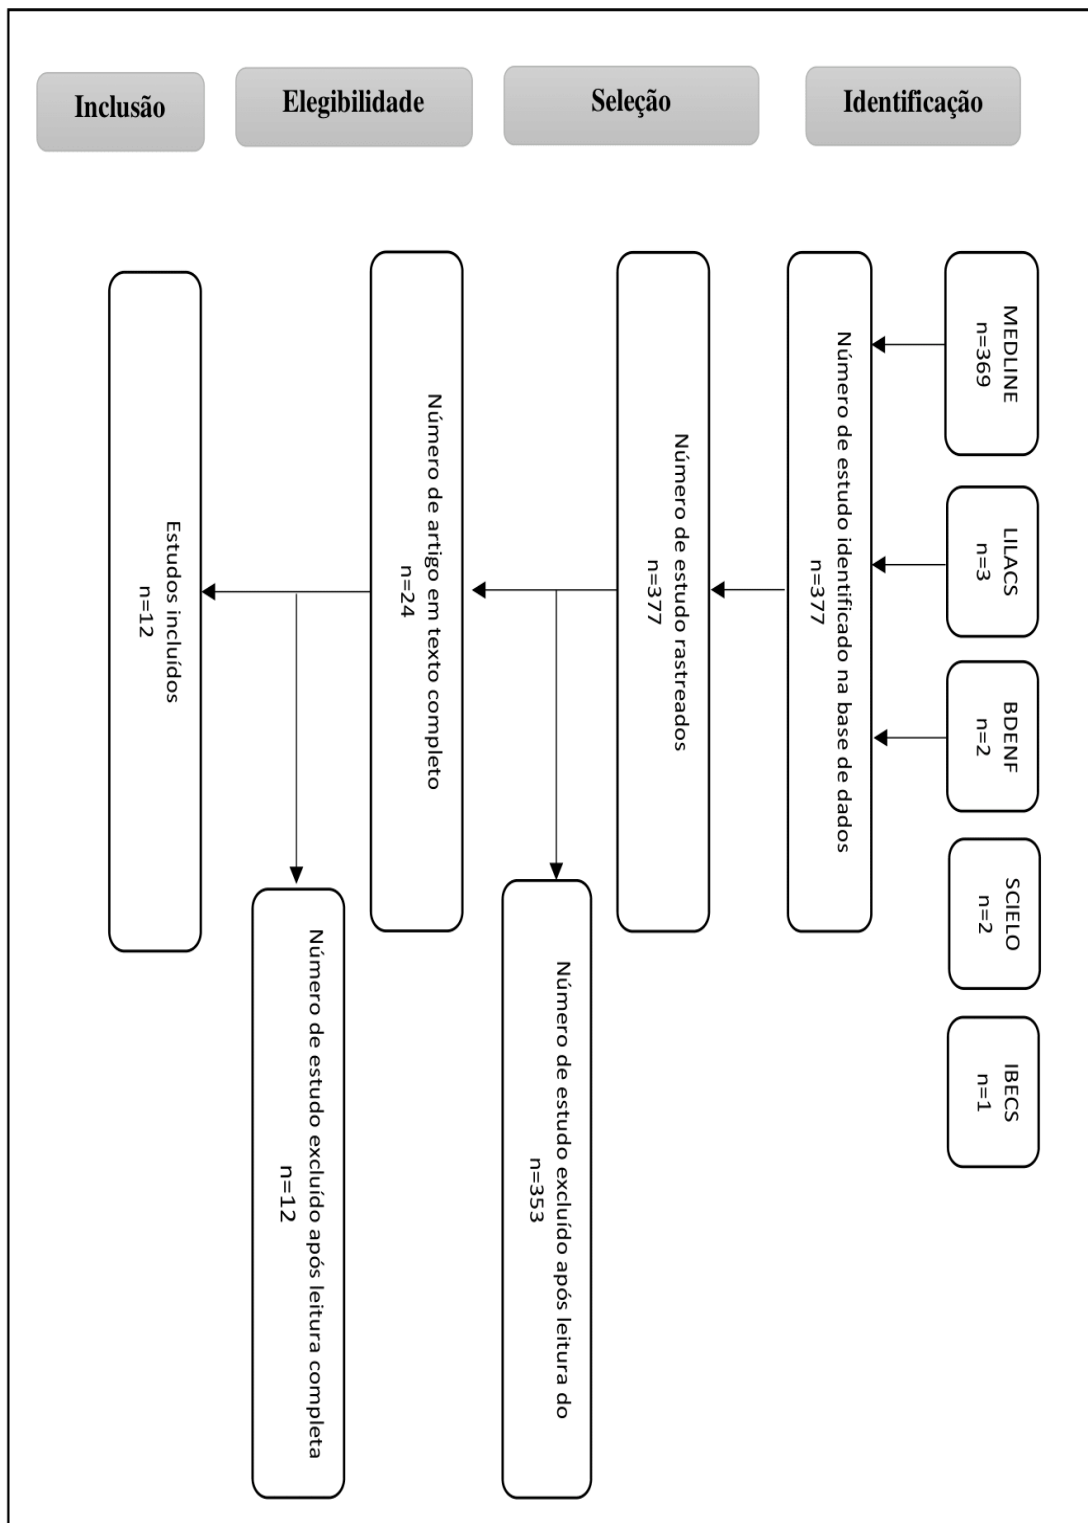 Identificação
MEDLINE
n=369
LILACS
n=3
BDENF
n=2
SCIELO
n=2
IBECS
n=1
Número de estudo identificado na base de dados
n=377
Seleção
Número de estudo rastreados
n=377
Número de estudo excluído após leitura do
n=353
Elegibilidade
Número de artigo em texto completo
n=24
Número de estudo excluído após leitura completa
n=12
Inclusão
Estudos incluídos
n=12